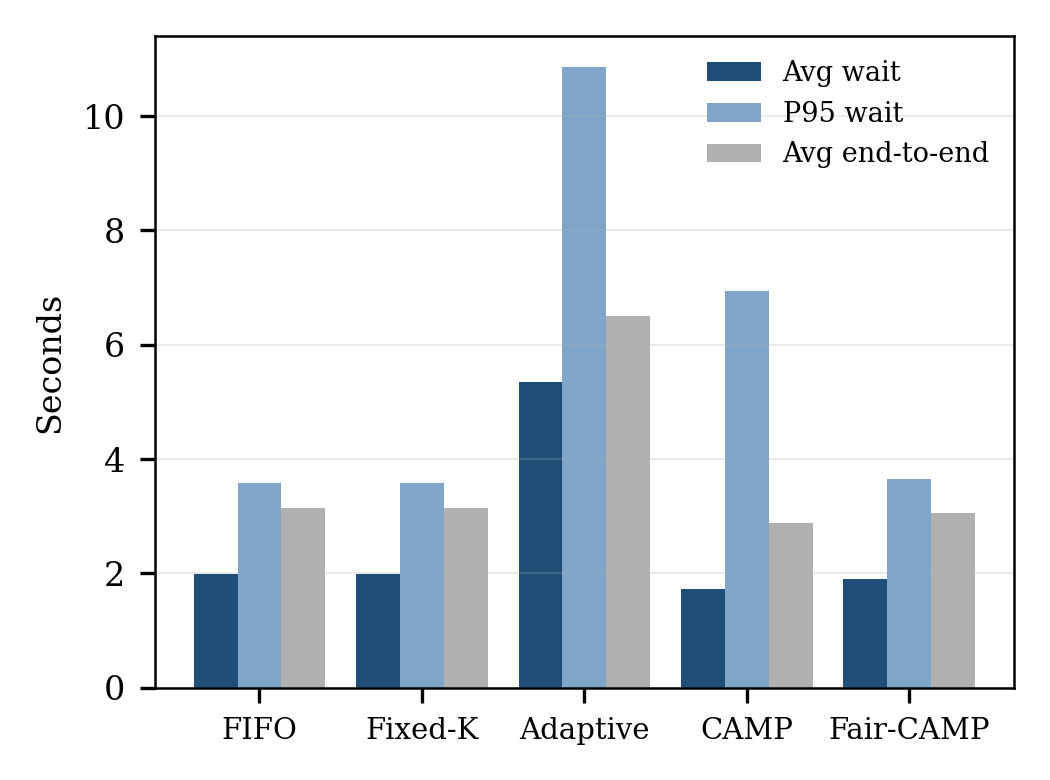 Avg wait
P95 wait
Avg end-to-end
Seconds
10
8
6
4
2
0
FIFO Fixed-K Adaptive CAMP Fair-CAMP